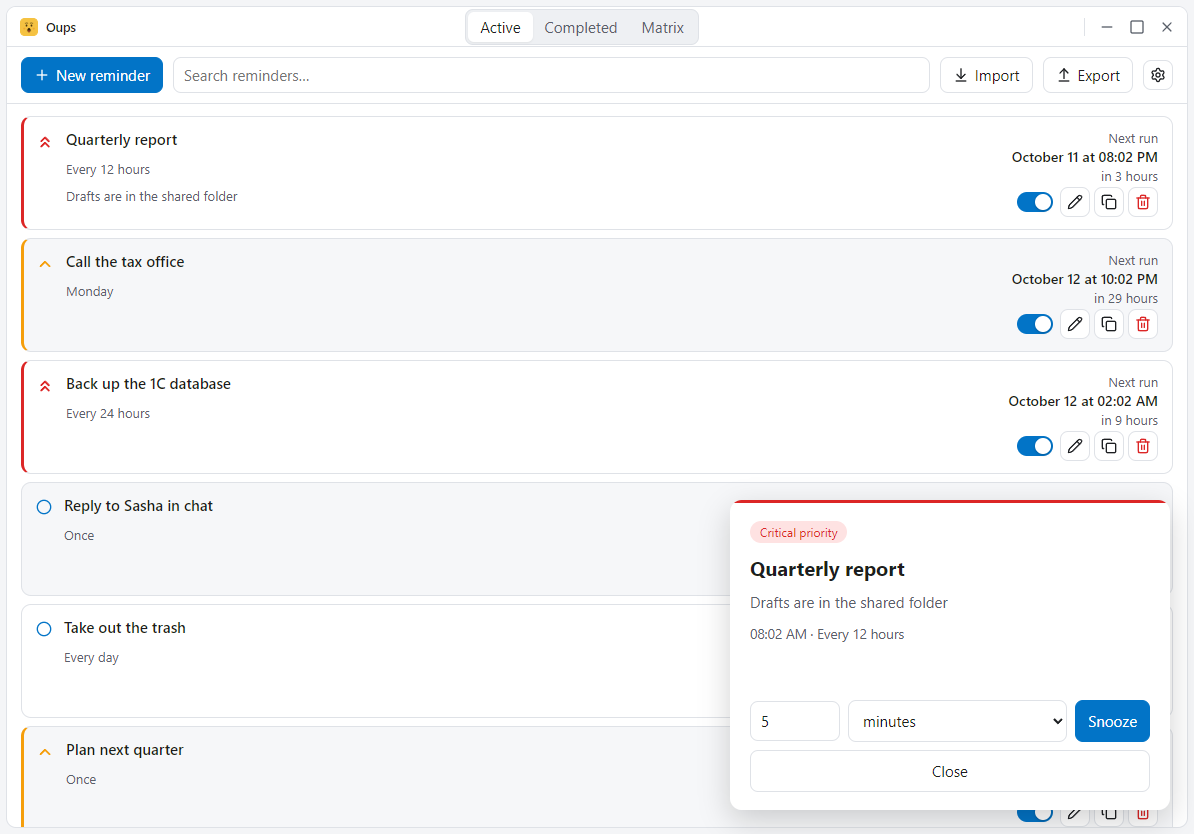 Oups
Active Completed Matrix
New reminder
Search reminders...
Import
Export
Quarterly report
Every 12 hours
Drafts are in the shared folder
Next run
October 11 at 08:02 PM
in 3 hours
Call the tax office
Monday
Next run
October 12 at 10:02 PM
in 29 hours
Back up the 1C database
Every 24 hours
Next run
October 12 at 02:02 AM
in 9 hours
Reply to Sasha in chat
Once
Take out the trash
Every day
Plan next quarter
Once
Critical priority
Quarterly report
Drafts are in the shared folder
08:02 AM · Every 12 hours
5 minutes Snooze
Close